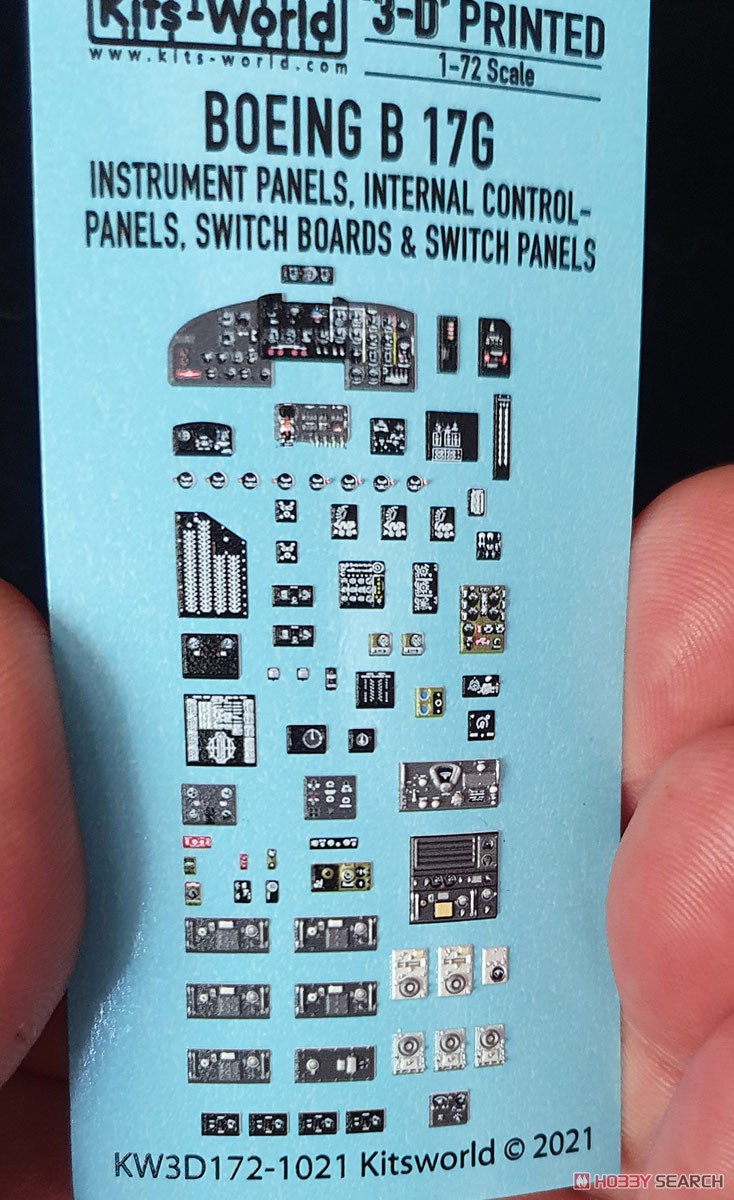 Kits-World '3-D' PRINTED
www.kits-world.com
1-72 Scale
BOEING B 17G
INSTRUMENT PANELS, INTERNAL CONTROL-
PANELS, SWITCH BOARDS & SWITCH PANELS
KW3D172-1021 Kitsworld © 2021
HOBBY SEARCH